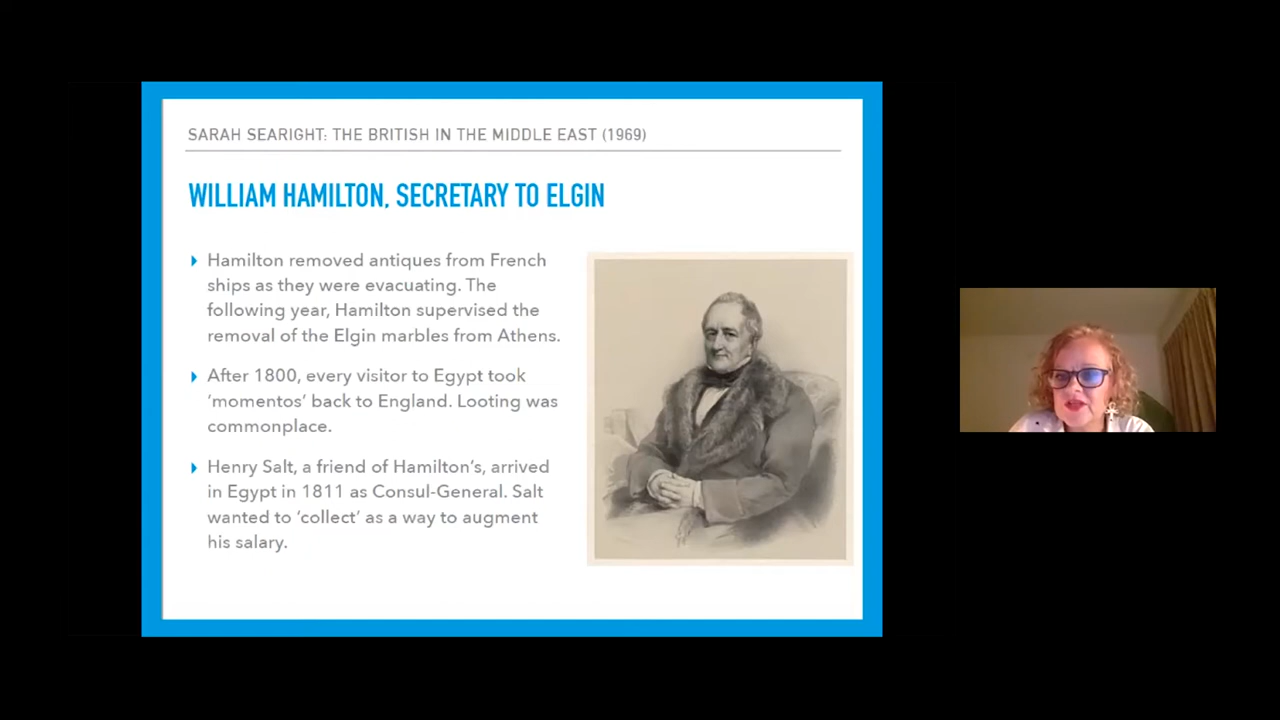 SARAH SEARIGHT: THE BRITISH IN THE MIDDLE EAST (1969)
WILLIAM HAMILTON, SECRETARY TO ELGIN
Hamilton removed antiques from French
ships as they were evacuating. The
following year, Hamilton supervised the
removal of the Elgin marbles from Athens.
After 1800, every visitor to Egypt took
‘momentos’ back to England. Looting was
commonplace.
Henry Salt, a friend of Hamilton’s, arrived
in Egypt in 1811 as Consul-General. Salt
wanted to ‘collect’ as a way to augment
his salary.